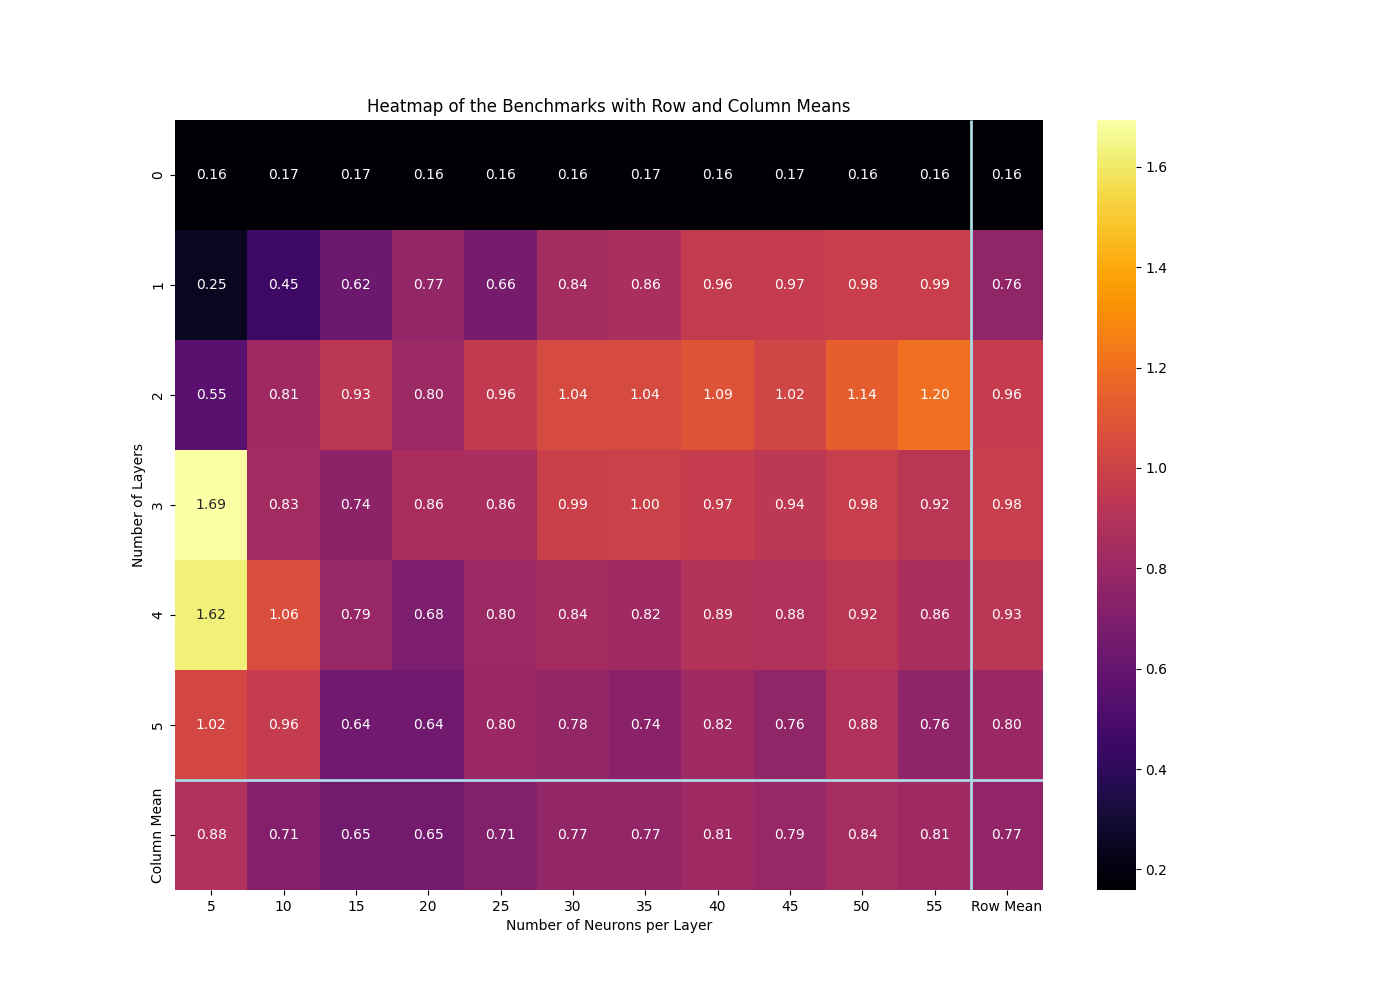 Heatmap of the Benchmarks with Row and Column Means
0 0.16 0.17 0.17 0.16 0.16 0.16 0.17 0.16 0.17 0.16 0.16 0.16
1 0.25 0.45 0.62 0.77 0.66 0.84 0.86 0.96 0.97 0.98 0.99 0.76
2 0.55 0.81 0.93 0.80 0.96 1.04 1.04 1.09 1.02 1.14 1.20 0.96
3 1.69 0.83 0.74 0.86 0.86 0.99 1.00 0.97 0.94 0.98 0.92 0.98
4 1.62 1.06 0.79 0.68 0.80 0.84 0.82 0.89 0.88 0.92 0.86 0.93
5 1.02 0.96 0.64 0.64 0.80 0.78 0.74 0.82 0.76 0.88 0.76 0.80
Column Mean 0.88 0.71 0.65 0.65 0.71 0.77 0.77 0.81 0.79 0.84 0.81 0.77
5 10 15 20 25 30 35 40 45 50 55 Row Mean
Number of Neurons per Layer
Number of Layers
1.6
1.4
1.2
1.0
0.8
0.6
0.4
0.2